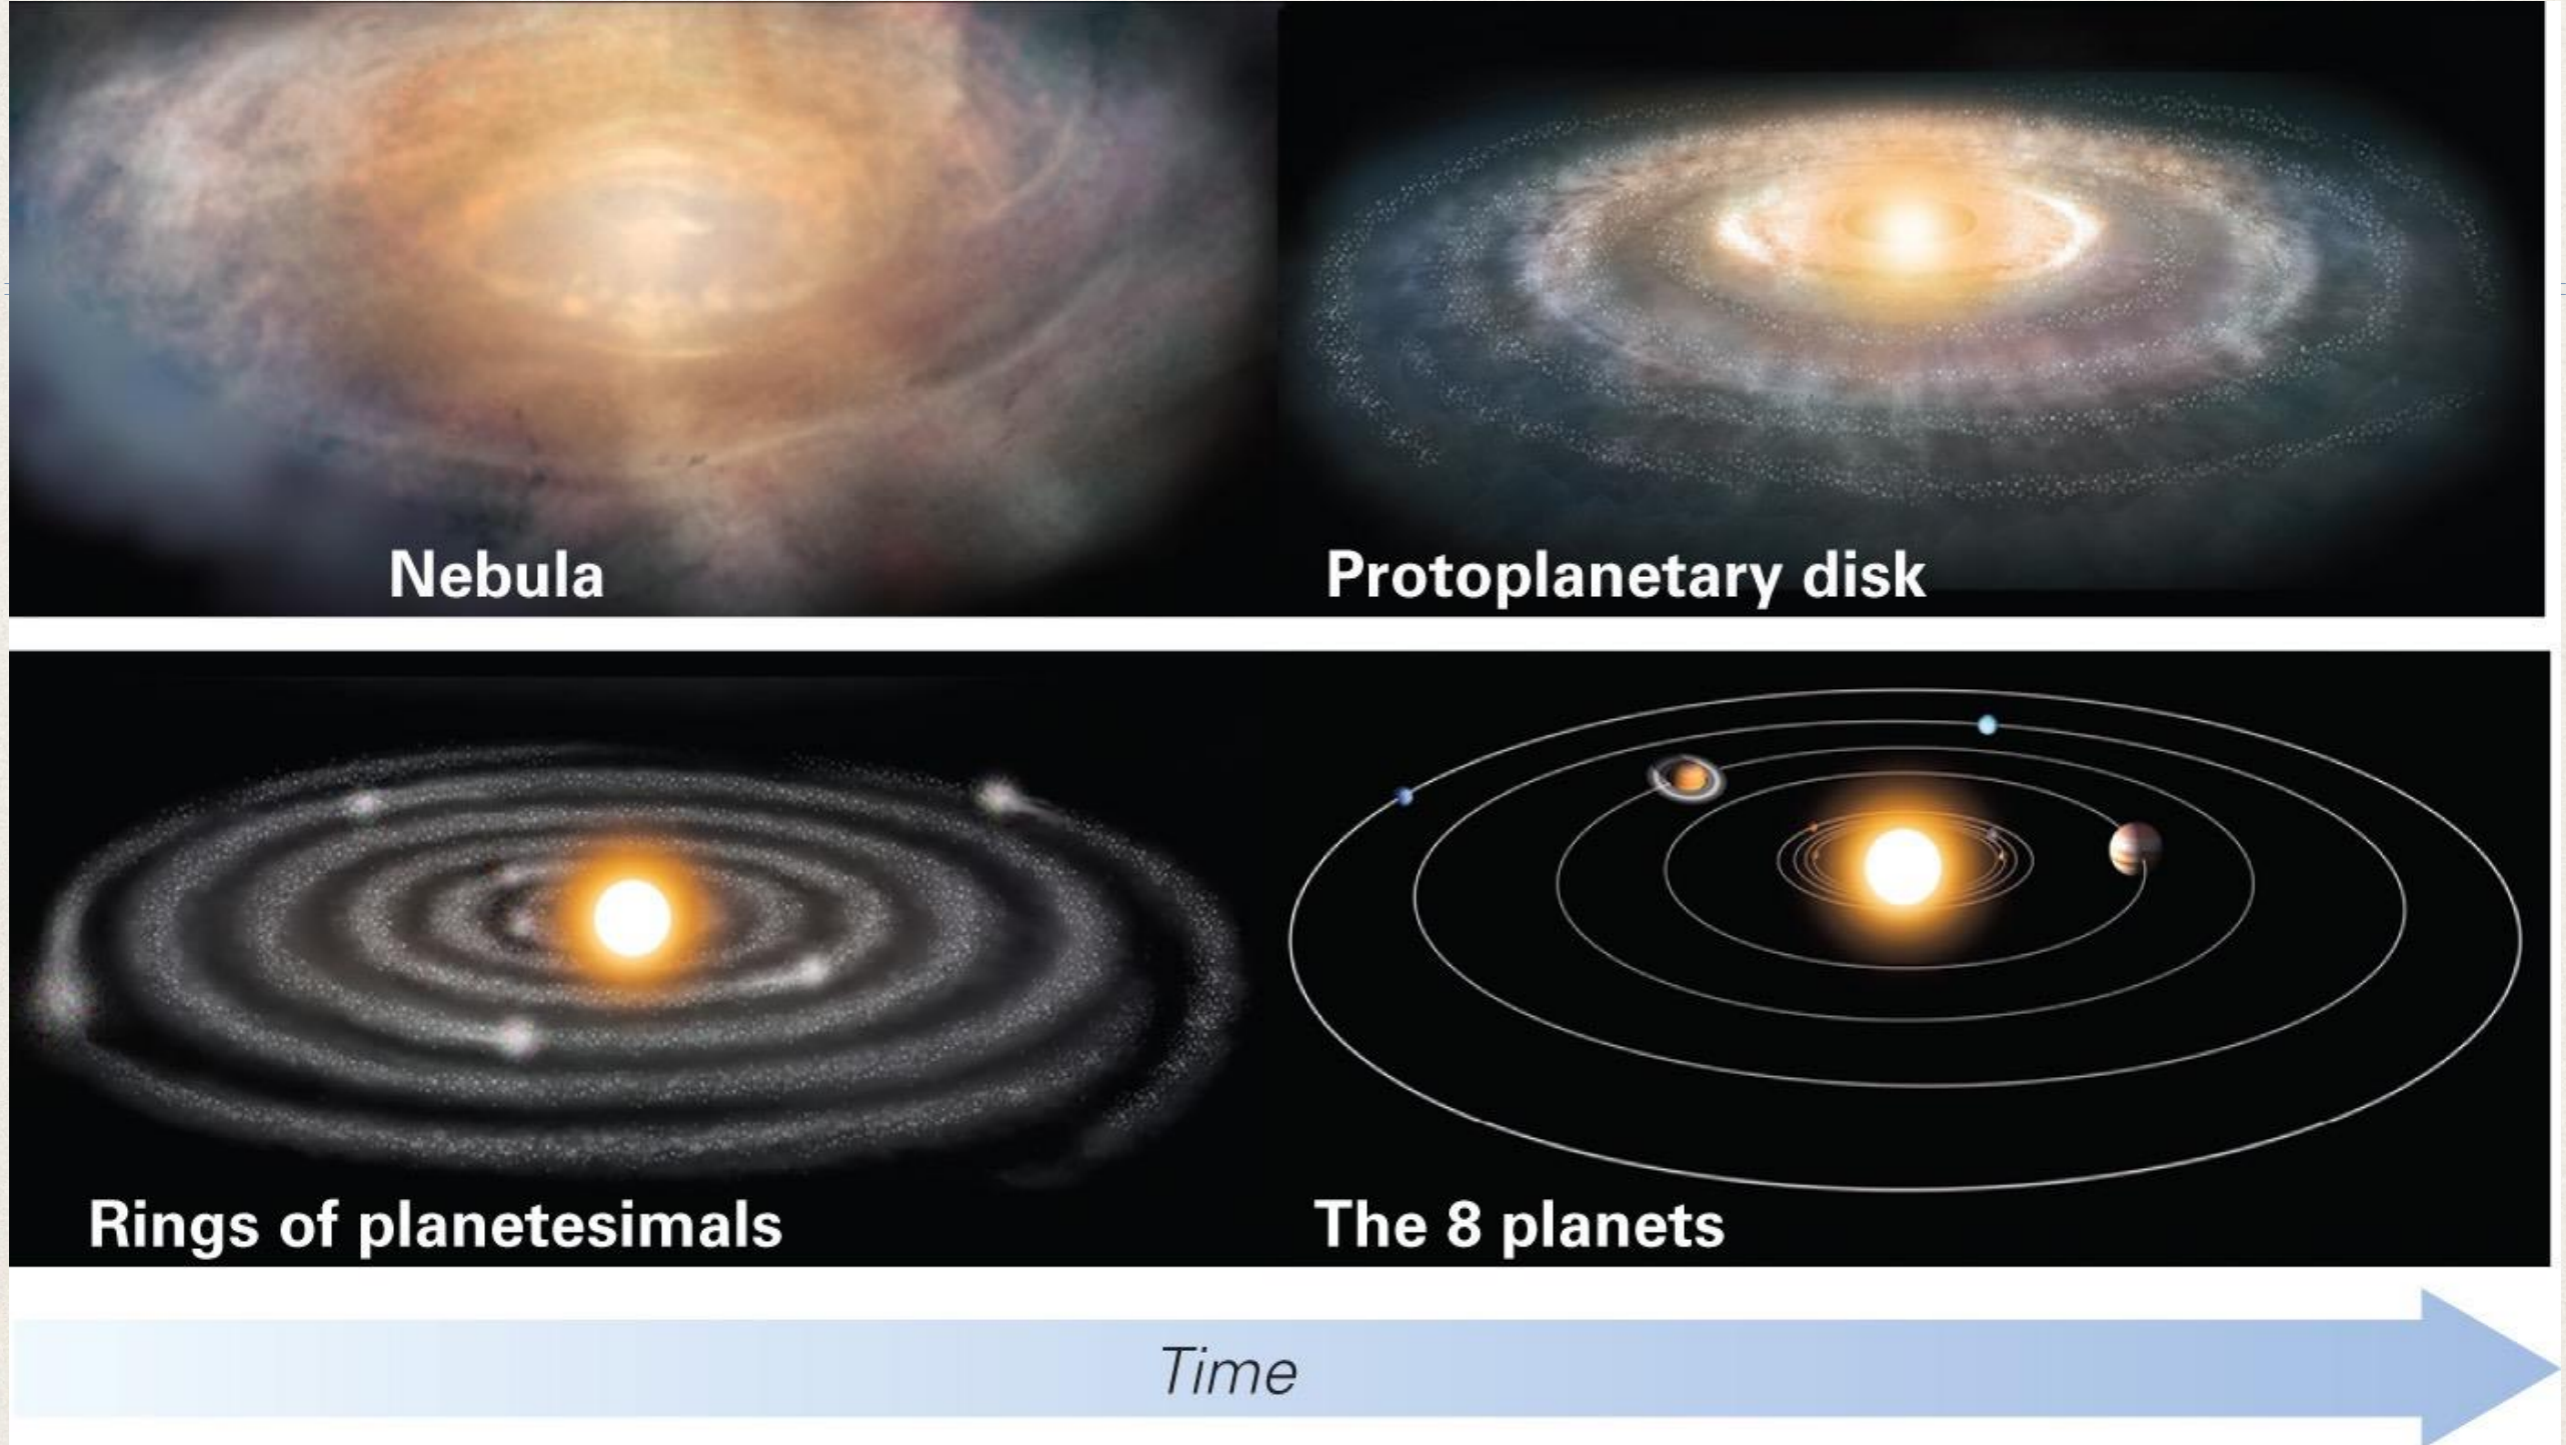 Nebula
Protoplanetary disk
Rings of planetesimals
The 8 planets
Time